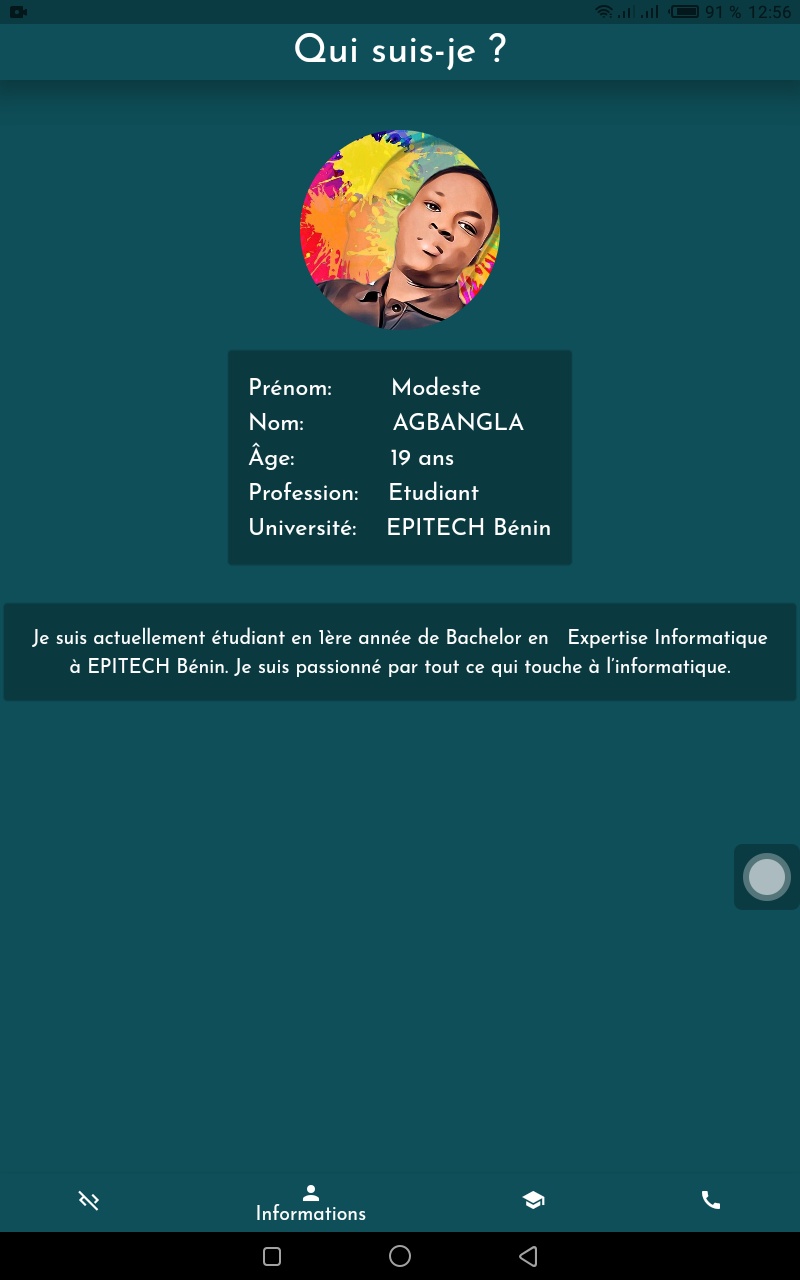 91 % 12:56
Qui suis-je ?
Prénom: Modeste
Nom: AGBANGLA
Âge: 19 ans
Profession: Etudiant
Université: EPITECH Bénin
Je suis actuellement étudiant en 1ère année de Bachelor en Expertise Informatique
à EPITECH Bénin. Je suis passionné par tout ce qui touche à l'informatique.
Informations